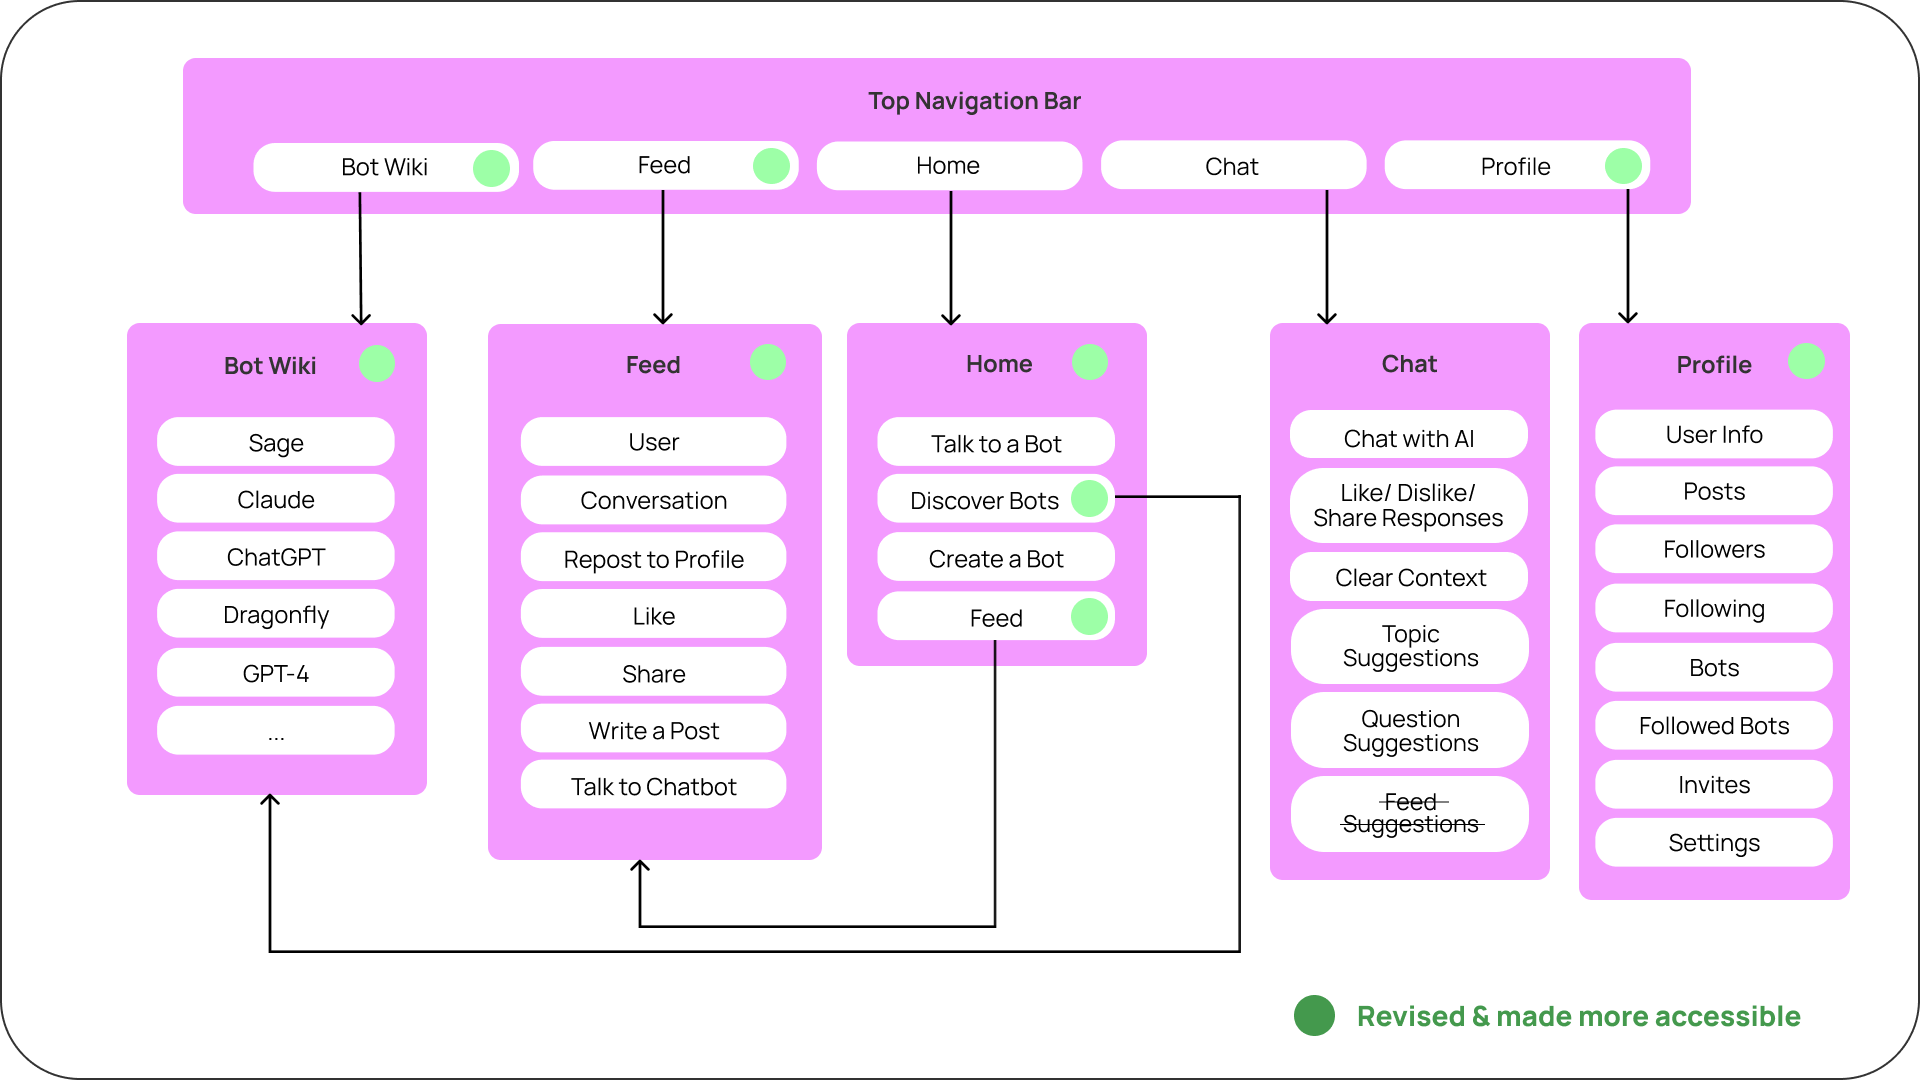 Top Navigation Bar
Bot Wiki
Feed
Home
Chat
Profile
Bot Wiki
Sage
Claude
ChatGPT
Dragonfly
GPT-4
...
Feed
User
Conversation
Repost to Profile
Like
Share
Write a Post
Talk to Chatbot
Home
Talk to a Bot
Discover Bots
Create a Bot
Feed
Chat
Chat with AI
Like/ Dislike/
Share Responses
Clear Context
Topic
Suggestions
Question
Suggestions
Feed
Suggestions
Profile
User Info
Posts
Followers
Following
Bots
Followed Bots
Invites
Settings
Revised & made more accessible